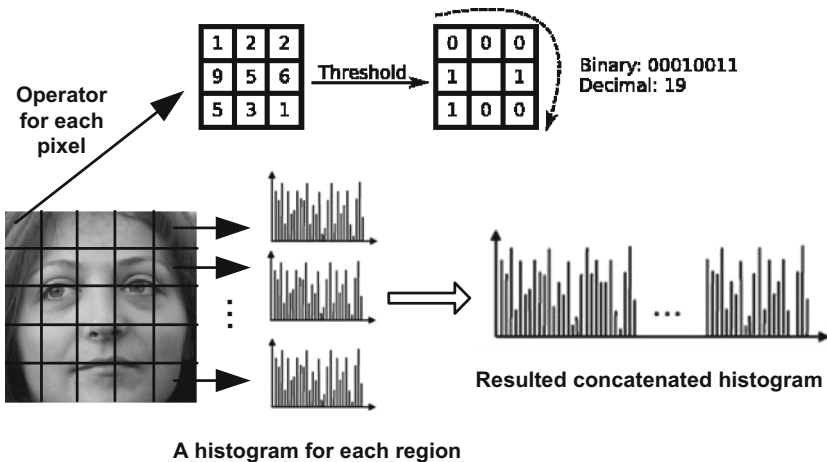 1 2 2
9 5 6
5 3 1
Threshold
0 0 0
1 1
1 0 0
Binary: 00010011
Decimal: 19
Operator
for each
pixel
...
...
Resulted concatenated histogram
A histogram for each region